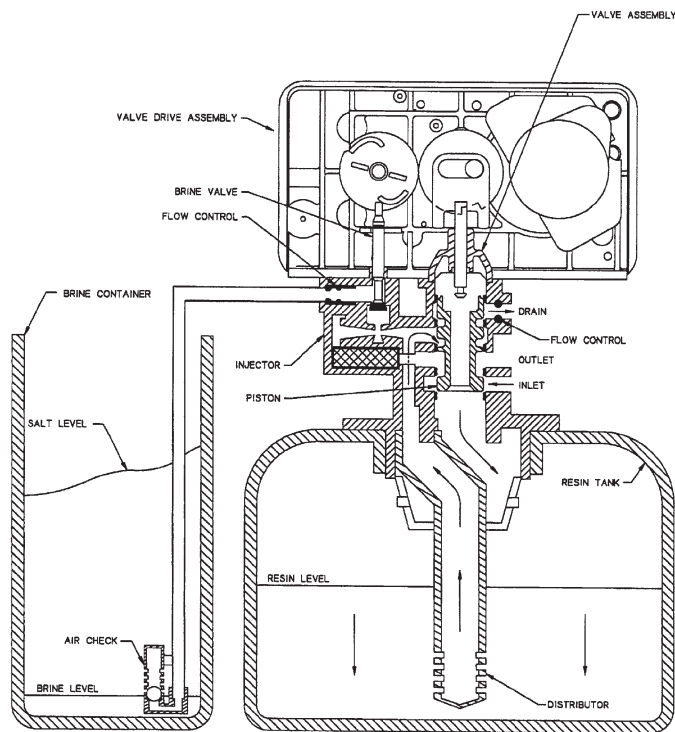 VALVE ASSEMBLY
VALVE DRIVE ASSEMBLY
BRINE VALVE
FLOW CONTROL
BRINE CONTAINER
DRAIN
FLOW CONTROL
INJECTOR
OUTLET
PISTON
INLET
SALT LEVEL
RESIN TANK
RESIN LEVEL
AIR CHECK
BRINE LEVEL
DISTRIBUTOR